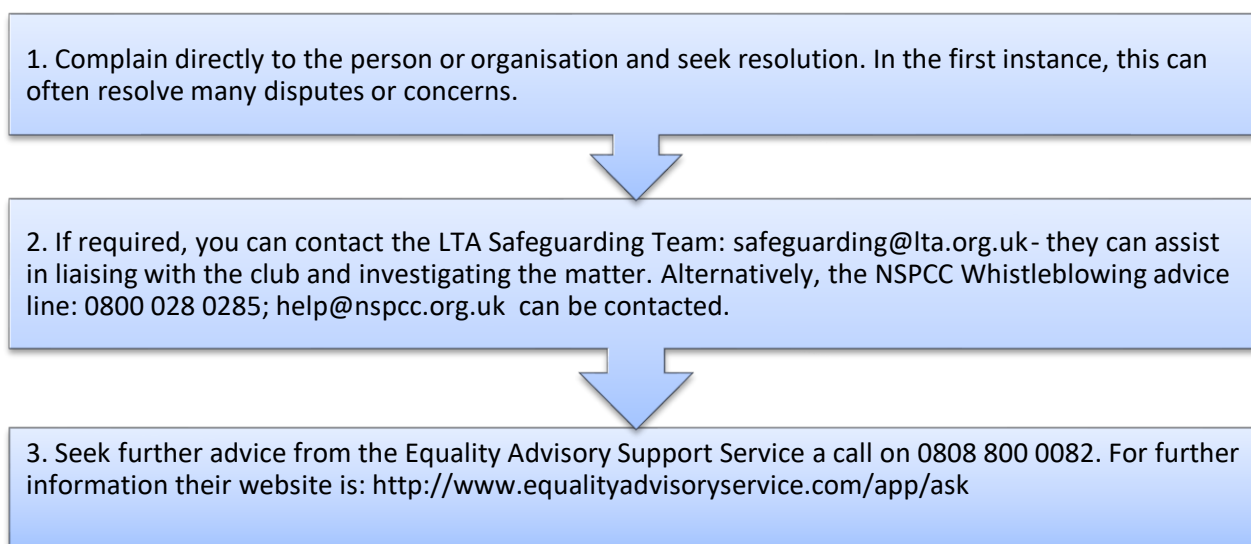 1. Complain directly to the person or organisation and seek resolution. In the first instance, this can
often resolve many disputes or concerns.
2. If required, you can contact the LTA Safeguarding Team: safeguarding@lta.org.uk- they can assist
in liaising with the club and investigating the matter. Alternatively, the NSPCC Whistleblowing advice
line: 0800 028 0285; help@nspcc.org.uk can be contacted.
3. Seek further advice from the Equality Advisory Support Service a call on 0808 800 0082. For further
information their website is: http://www.equalityadvisoryservice.com/app/ask